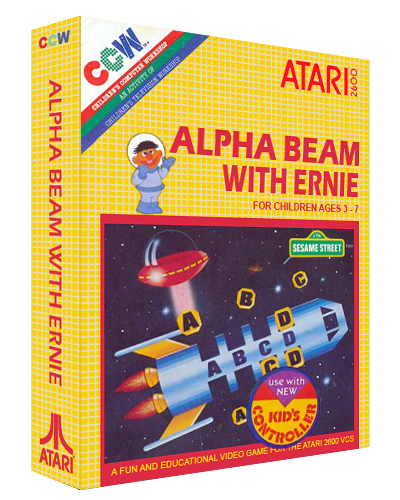 CCW
ALPHA BEAM WITH ERNIE
ATARI
CCW
CHILDREN'S COMPUTER WORKSHOP
AN ACTIVITY OF
CHILDREN'S TELEVISION WORKSHOP
ATARI 2600
ALPHA BEAM
WITH ERNIE
FOR CHILDREN AGES 3 - 7
CTW
SESAME STREET
B
C
A
D
A B C D
C D
A
use with
NEW
KID'S
CONTROLLER
A FUN AND EDUCATIONAL VIDEO GAME FOR THE ATARI 2600 VCS